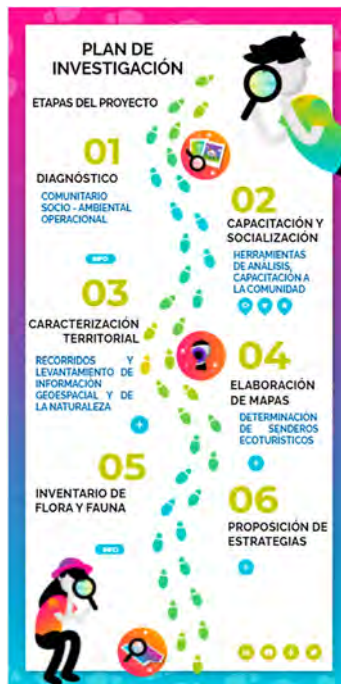 PLAN DE
INVESTIGACIÓN
ETAPAS DEL PROYECTO
01
DIAGNÓSTICO
COMUNITARIO
SOCIO - AMBIENTAL
OPERACIONAL
INFO
02
CAPACITACIÓN Y
SOCIALIZACIÓN
HERRAMIENTAS
DE ANÁLISIS,
CAPACITACIÓN A
LA COMUNIDAD
03
CARACTERIZACIÓN
TERRITORIAL
RECORRIDOS Y
LEVANTAMIENTO DE
INFORMACIÓN
GEOESPACIAL Y DE
LA NATURALEZA
04
ELABORACIÓN
DE MAPAS
DETERMINACIÓN
DE SENDEROS
ECOTURÍSTICOS
05
INVENTARIO DE
FLORA Y FAUNA
INFO
06
PROPOSICIÓN DE
ESTRATEGIAS